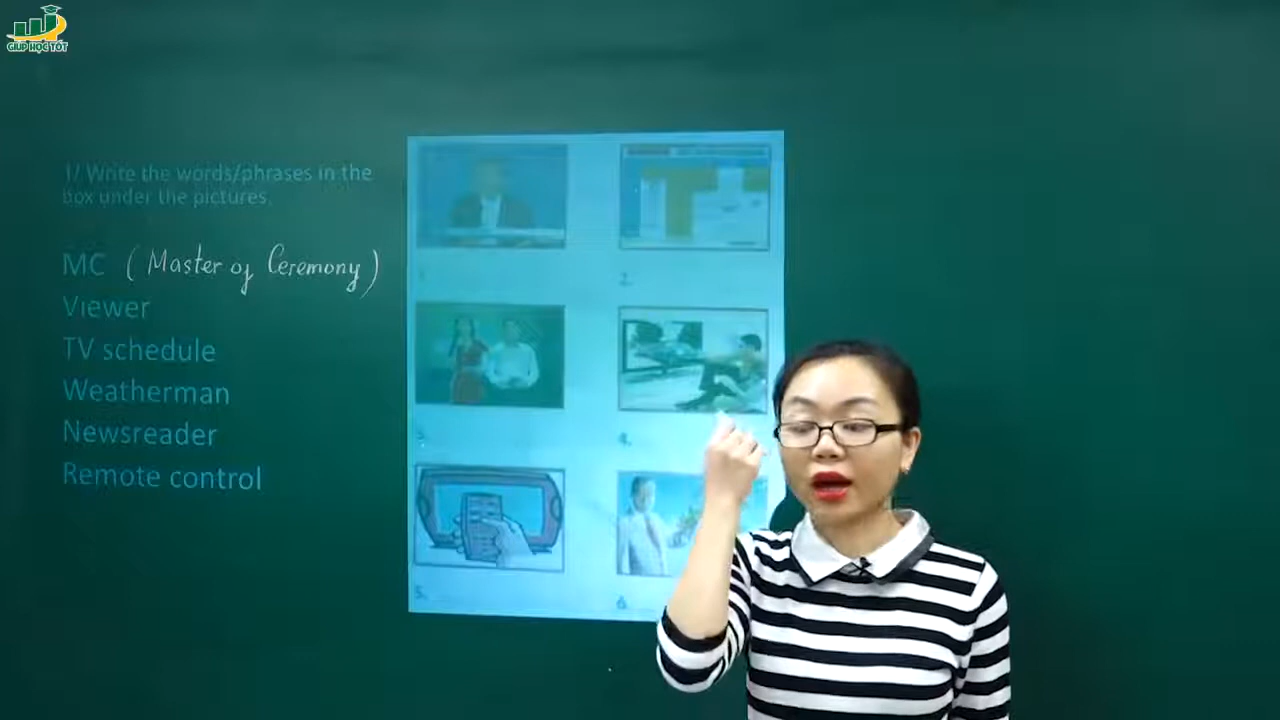 GIÚP HỌC TỐT
1/ Write the words/phrases in the
box under the pictures.
MC (Master of Ceremony)
Viewer
TV schedule
Weatherman
Newsreader
Remote control
1.
2.
3.
4.
5.
6.